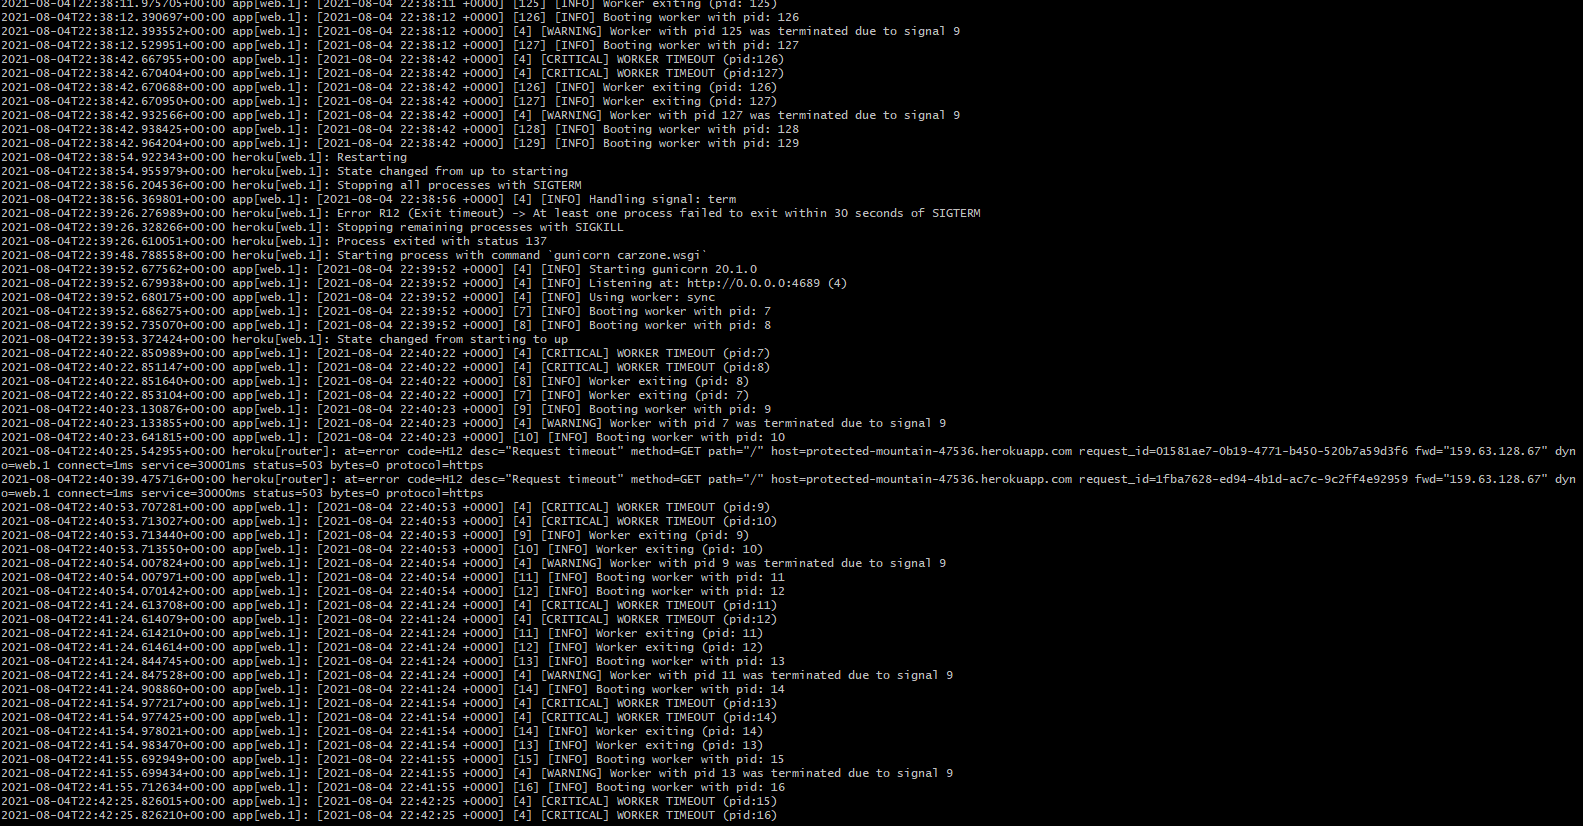 2021-08-04T22:38:11.975705+00:00 app[web.1]: [2021-08-04 22:38:11 +0000] [125] [INFO] Worker exiting (pid: 125)
2021-08-04T22:38:12.390697+00:00 app[web.1]: [2021-08-04 22:38:12 +0000] [126] [INFO] Booting worker with pid: 126
2021-08-04T22:38:12.393552+00:00 app[web.1]: [2021-08-04 22:38:12 +0000] [4] [WARNING] Worker with pid 125 was terminated due to signal 9
2021-08-04T22:38:12.529951+00:00 app[web.1]: [2021-08-04 22:38:12 +0000] [127] [INFO] Booting worker with pid: 127
2021-08-04T22:38:42.667955+00:00 app[web.1]: [2021-08-04 22:38:42 +0000] [4] [CRITICAL] WORKER TIMEOUT (pid:126)
2021-08-04T22:38:42.670404+00:00 app[web.1]: [2021-08-04 22:38:42 +0000] [4] [CRITICAL] WORKER TIMEOUT (pid:127)
2021-08-04T22:38:42.670688+00:00 app[web.1]: [2021-08-04 22:38:42 +0000] [126] [INFO] Worker exiting (pid: 126)
2021-08-04T22:38:42.670950+00:00 app[web.1]: [2021-08-04 22:38:42 +0000] [127] [INFO] Worker exiting (pid: 127)
2021-08-04T22:38:42.932566+00:00 app[web.1]: [2021-08-04 22:38:42 +0000] [4] [WARNING] Worker with pid 127 was terminated due to signal 9
2021-08-04T22:38:42.938425+00:00 app[web.1]: [2021-08-04 22:38:42 +0000] [128] [INFO] Booting worker with pid: 128
2021-08-04T22:38:42.964204+00:00 app[web.1]: [2021-08-04 22:38:42 +0000] [129] [INFO] Booting worker with pid: 129
2021-08-04T22:38:54.922343+00:00 heroku[web.1]: Restarting
2021-08-04T22:38:54.955979+00:00 heroku[web.1]: State changed from up to starting
2021-08-04T22:38:56.204536+00:00 heroku[web.1]: Stopping all processes with SIGTERM
2021-08-04T22:38:56.369801+00:00 app[web.1]: [2021-08-04 22:38:56 +0000] [4] [INFO] Handling signal: term
2021-08-04T22:39:26.276989+00:00 heroku[web.1]: Error R12 (Exit timeout) -> At least one process failed to exit within 30 seconds of SIGTERM
2021-08-04T22:39:26.328266+00:00 heroku[web.1]: Stopping remaining processes with SIGKILL
2021-08-04T22:39:26.610051+00:00 heroku[web.1]: Process exited with status 137
2021-08-04T22:39:48.788558+00:00 heroku[web.1]: Starting process with command `gunicorn carzone.wsgi`
2021-08-04T22:39:52.677562+00:00 app[web.1]: [2021-08-04 22:39:52 +0000] [4] [INFO] Starting gunicorn 20.1.0
2021-08-04T22:39:52.679938+00:00 app[web.1]: [2021-08-04 22:39:52 +0000] [4] [INFO] Listening at: http://0.0.0.0:4689 (4)
2021-08-04T22:39:52.680175+00:00 app[web.1]: [2021-08-04 22:39:52 +0000] [4] [INFO] Using worker: sync
2021-08-04T22:39:52.686275+00:00 app[web.1]: [2021-08-04 22:39:52 +0000] [7] [INFO] Booting worker with pid: 7
2021-08-04T22:39:52.735070+00:00 app[web.1]: [2021-08-04 22:39:52 +0000] [8] [INFO] Booting worker with pid: 8
2021-08-04T22:39:53.372424+00:00 heroku[web.1]: State changed from starting to up
2021-08-04T22:40:22.850989+00:00 app[web.1]: [2021-08-04 22:40:22 +0000] [4] [CRITICAL] WORKER TIMEOUT (pid:7)
2021-08-04T22:40:22.851147+00:00 app[web.1]: [2021-08-04 22:40:22 +0000] [4] [CRITICAL] WORKER TIMEOUT (pid:8)
2021-08-04T22:40:22.851640+00:00 app[web.1]: [2021-08-04 22:40:22 +0000] [8] [INFO] Worker exiting (pid: 8)
2021-08-04T22:40:22.853104+00:00 app[web.1]: [2021-08-04 22:40:22 +0000] [7] [INFO] Worker exiting (pid: 7)
2021-08-04T22:40:23.130876+00:00 app[web.1]: [2021-08-04 22:40:23 +0000] [9] [INFO] Booting worker with pid: 9
2021-08-04T22:40:23.133855+00:00 app[web.1]: [2021-08-04 22:40:23 +0000] [4] [WARNING] Worker with pid 7 was terminated due to signal 9
2021-08-04T22:40:23.641815+00:00 app[web.1]: [2021-08-04 22:40:23 +0000] [10] [INFO] Booting worker with pid: 10
2021-08-04T22:40:25.542955+00:00 heroku[router]: at=error code=H12 desc="Request timeout" method=GET path="/" host=protected-mountain-47536.herokuapp.com request_id=01581ae7-0b19-4771-b450-520b7a59d3f6 fwd="159.63.128.67" dyn
o=web.1 connect=1ms service=30001ms status=503 bytes=0 protocol=https
2021-08-04T22:40:39.475716+00:00 heroku[router]: at=error code=H12 desc="Request timeout" method=GET path="/" host=protected-mountain-47536.herokuapp.com request_id=1fba7628-ed94-4b1d-ac7c-9c2ff4e92959 fwd="159.63.128.67" dyn
o=web.1 connect=1ms service=30000ms status=503 bytes=0 protocol=https
2021-08-04T22:40:53.707281+00:00 app[web.1]: [2021-08-04 22:40:53 +0000] [4] [CRITICAL] WORKER TIMEOUT (pid:9)
2021-08-04T22:40:53.713027+00:00 app[web.1]: [2021-08-04 22:40:53 +0000] [4] [CRITICAL] WORKER TIMEOUT (pid:10)
2021-08-04T22:40:53.713440+00:00 app[web.1]: [2021-08-04 22:40:53 +0000] [9] [INFO] Worker exiting (pid: 9)
2021-08-04T22:40:53.713550+00:00 app[web.1]: [2021-08-04 22:40:53 +0000] [10] [INFO] Worker exiting (pid: 10)
2021-08-04T22:40:54.007824+00:00 app[web.1]: [2021-08-04 22:40:54 +0000] [4] [WARNING] Worker with pid 9 was terminated due to signal 9
2021-08-04T22:40:54.007971+00:00 app[web.1]: [2021-08-04 22:40:54 +0000] [11] [INFO] Booting worker with pid: 11
2021-08-04T22:40:54.070142+00:00 app[web.1]: [2021-08-04 22:40:54 +0000] [12] [INFO] Booting worker with pid: 12
2021-08-04T22:41:24.613708+00:00 app[web.1]: [2021-08-04 22:41:24 +0000] [4] [CRITICAL] WORKER TIMEOUT (pid:11)
2021-08-04T22:41:24.614079+00:00 app[web.1]: [2021-08-04 22:41:24 +0000] [4] [CRITICAL] WORKER TIMEOUT (pid:12)
2021-08-04T22:41:24.614210+00:00 app[web.1]: [2021-08-04 22:41:24 +0000] [11] [INFO] Worker exiting (pid: 11)
2021-08-04T22:41:24.614614+00:00 app[web.1]: [2021-08-04 22:41:24 +0000] [12] [INFO] Worker exiting (pid: 12)
2021-08-04T22:41:24.844745+00:00 app[web.1]: [2021-08-04 22:41:24 +0000] [13] [INFO] Booting worker with pid: 13
2021-08-04T22:41:24.847528+00:00 app[web.1]: [2021-08-04 22:41:24 +0000] [4] [WARNING] Worker with pid 11 was terminated due to signal 9
2021-08-04T22:41:24.908860+00:00 app[web.1]: [2021-08-04 22:41:24 +0000] [14] [INFO] Booting worker with pid: 14
2021-08-04T22:41:54.977217+00:00 app[web.1]: [2021-08-04 22:41:54 +0000] [4] [CRITICAL] WORKER TIMEOUT (pid:13)
2021-08-04T22:41:54.977425+00:00 app[web.1]: [2021-08-04 22:41:54 +0000] [4] [CRITICAL] WORKER TIMEOUT (pid:14)
2021-08-04T22:41:54.978021+00:00 app[web.1]: [2021-08-04 22:41:54 +0000] [14] [INFO] Worker exiting (pid: 14)
2021-08-04T22:41:54.983470+00:00 app[web.1]: [2021-08-04 22:41:54 +0000] [13] [INFO] Worker exiting (pid: 13)
2021-08-04T22:41:55.692949+00:00 app[web.1]: [2021-08-04 22:41:55 +0000] [15] [INFO] Booting worker with pid: 15
2021-08-04T22:41:55.699434+00:00 app[web.1]: [2021-08-04 22:41:55 +0000] [4] [WARNING] Worker with pid 13 was terminated due to signal 9
2021-08-04T22:41:55.712634+00:00 app[web.1]: [2021-08-04 22:41:55 +0000] [16] [INFO] Booting worker with pid: 16
2021-08-04T22:42:25.826015+00:00 app[web.1]: [2021-08-04 22:42:25 +0000] [4] [CRITICAL] WORKER TIMEOUT (pid:15)
2021-08-04T22:42:25.826210+00:00 app[web.1]: [2021-08-04 22:42:25 +0000] [4] [CRITICAL] WORKER TIMEOUT (pid:16)